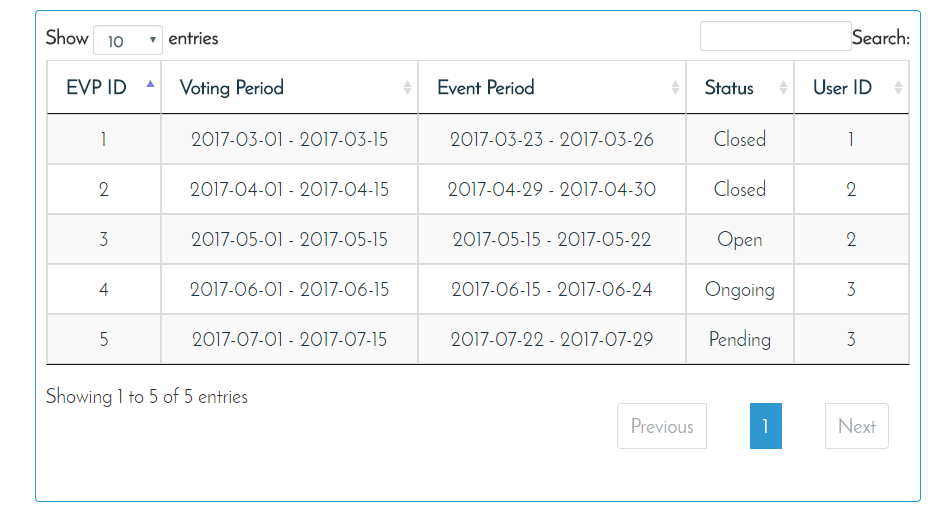 Show 10 entries Search:
EVP ID Voting Period Event Period Status User ID
1 2017-03-01 - 2017-03-15 2017-03-23 - 2017-03-26 Closed 1
2 2017-04-01 - 2017-04-15 2017-04-29 - 2017-04-30 Closed 2
3 2017-05-01 - 2017-05-15 2017-05-15 - 2017-05-22 Open 2
4 2017-06-01 - 2017-06-15 2017-06-15 - 2017-06-24 Ongoing 3
5 2017-07-01 - 2017-07-15 2017-07-22 - 2017-07-29 Pending 3
Showing 1 to 5 of 5 entries
Previous 1 Next